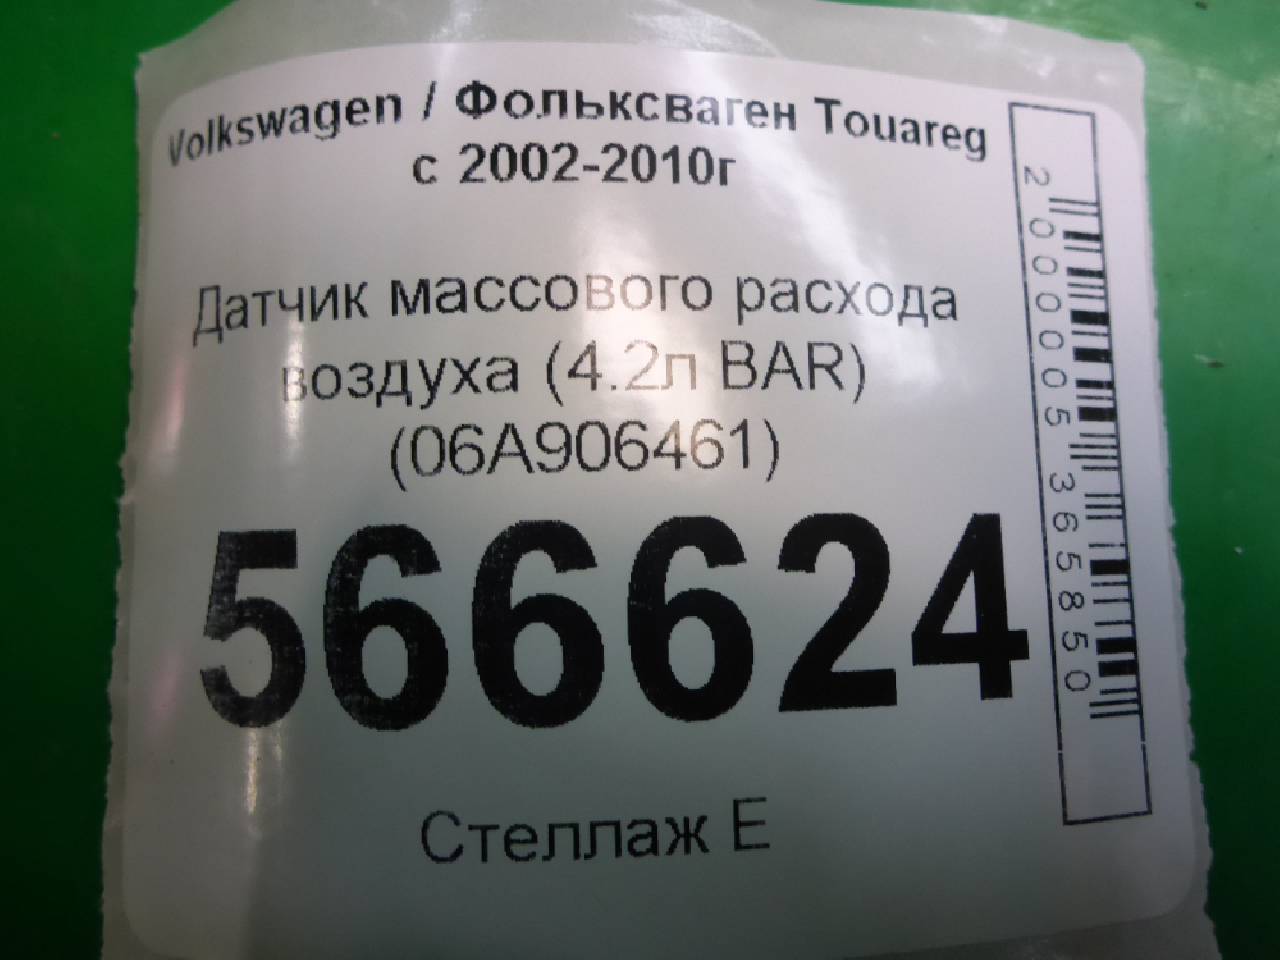 Volkswagen / Фольксваген Touareg
с 2002-2010г
Датчик массового расхода
воздуха (4.2л BAR)
(06A906461)
566624
Стеллаж Е
2000005365850